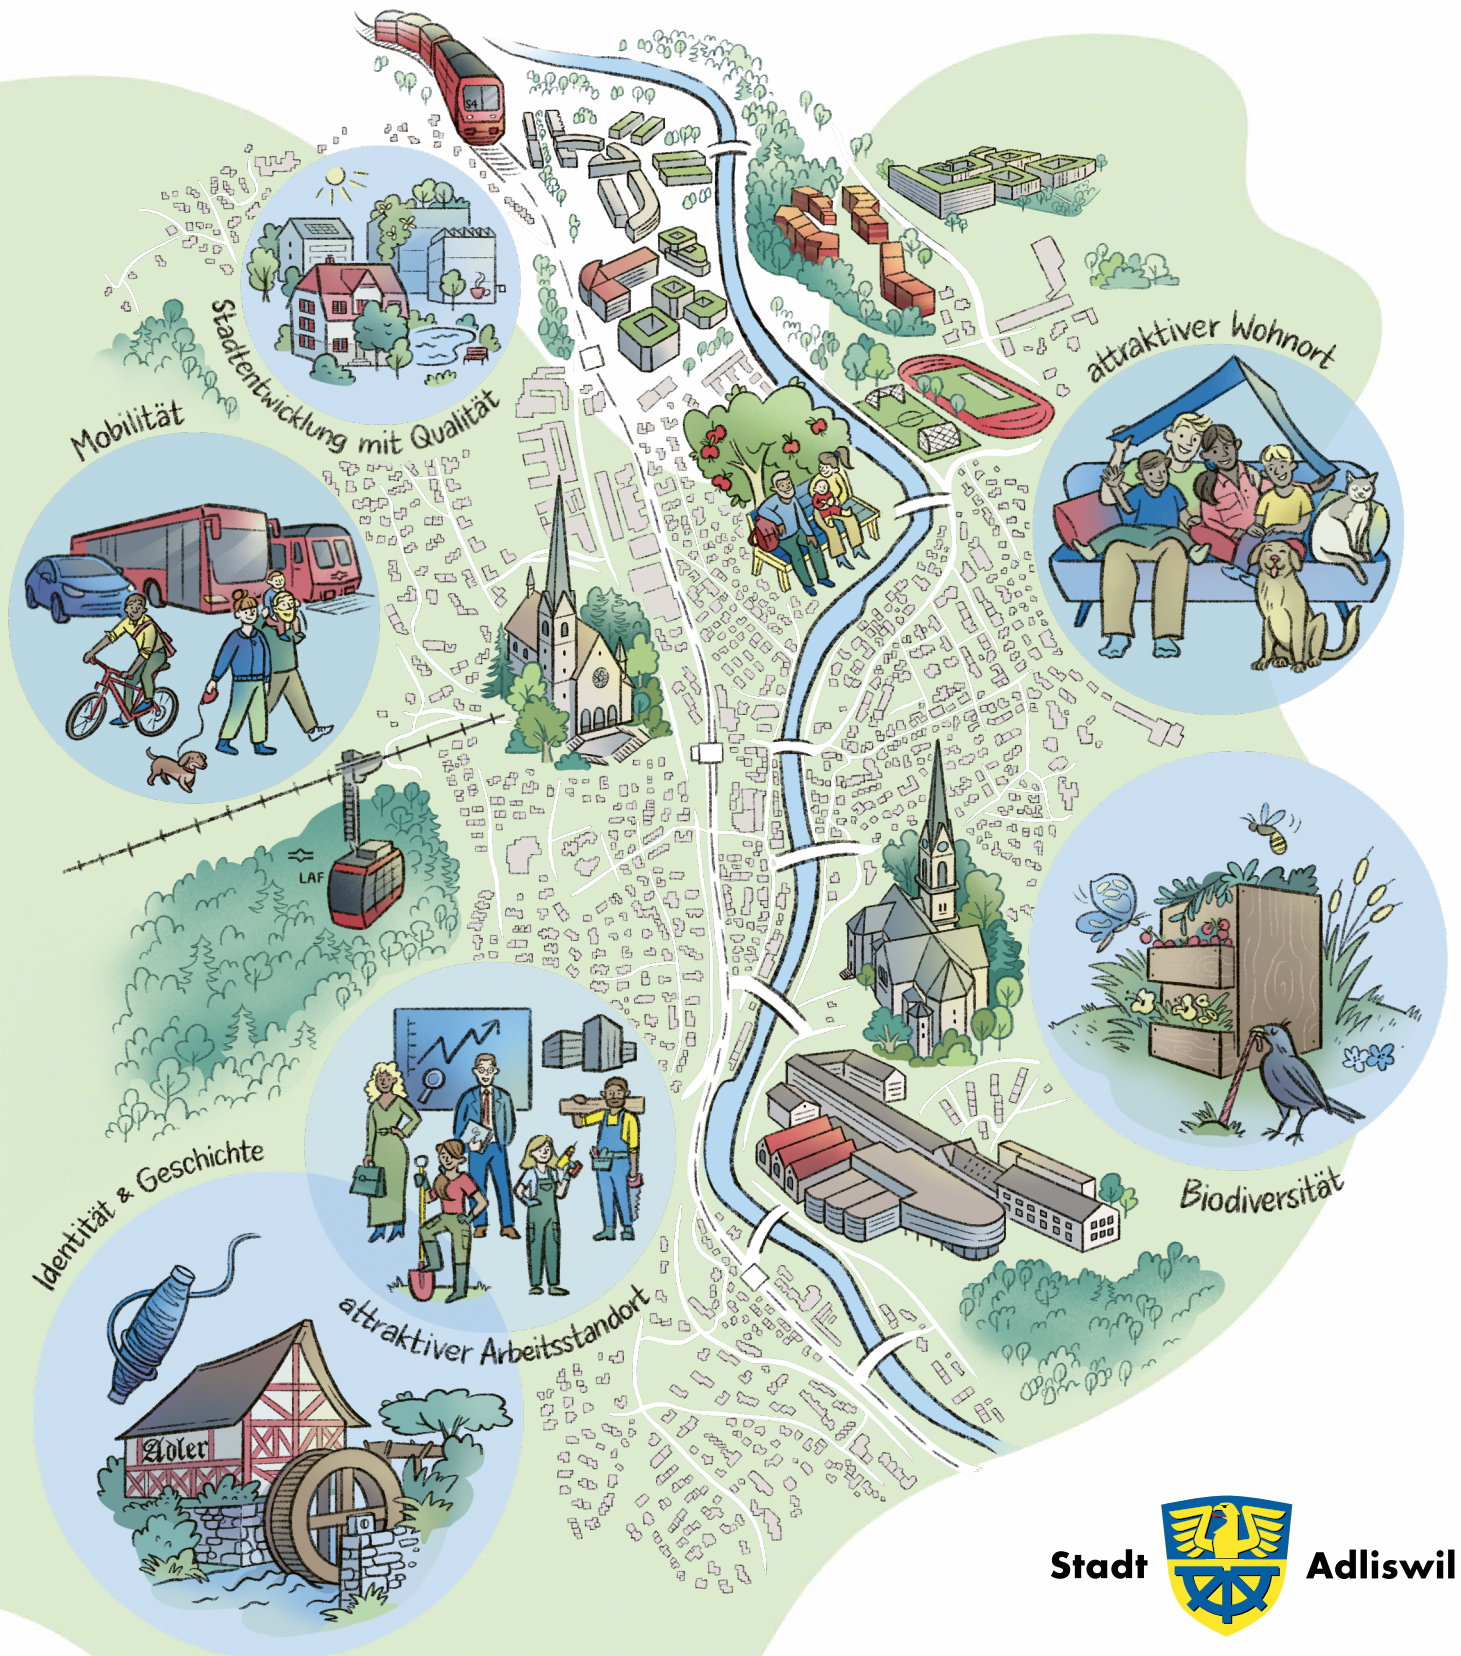 S4
Stadtentwicklung mit Qualität
attraktiver Wohnort
Mobilität
LAF
Identität & Geschichte
attraktiver Arbeitsstandort
Biodiversität
Adler
Stadt Adliswil